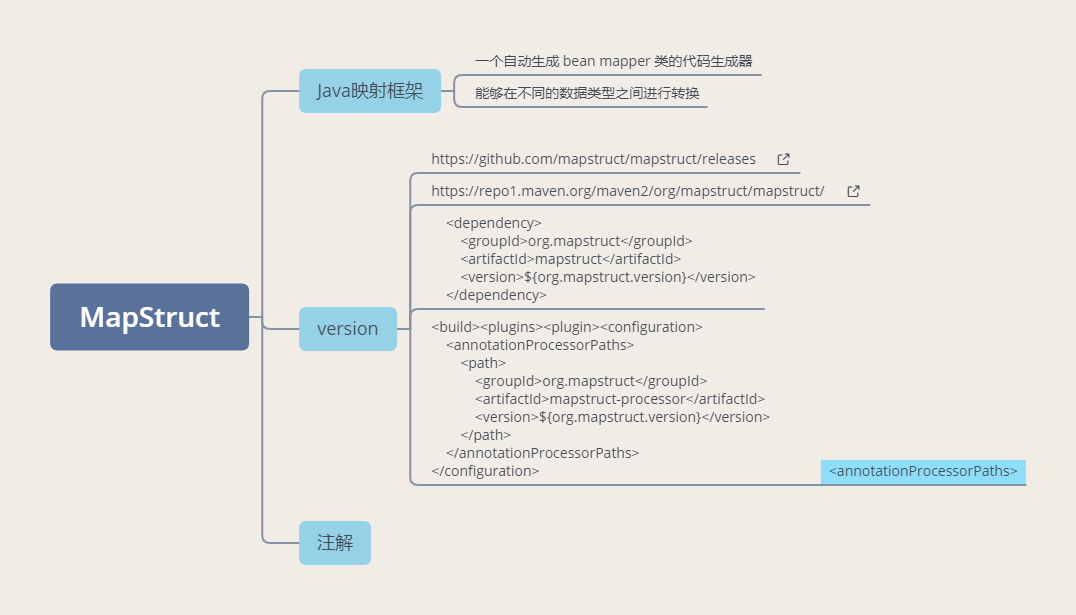 MapStruct
Java映射框架
一个自动生成 bean mapper 类的代码生成器
能够在不同的数据类型之间进行转换
version
https://github.com/mapstruct/mapstruct/releases
https://repo1.maven.org/maven2/org/mapstruct/mapstruct/
<dependency>
<groupId>org.mapstruct</groupId>
<artifactId>mapstruct</artifactId>
<version>${org.mapstruct.version}</version>
</dependency>
<build><plugins><plugin><configuration>
<annotationProcessorPaths>
<path>
<groupId>org.mapstruct</groupId>
<artifactId>mapstruct-processor</artifactId>
<version>${org.mapstruct.version}</version>
</path>
</annotationProcessorPaths>
</configuration>
<annotationProcessorPaths>
注解